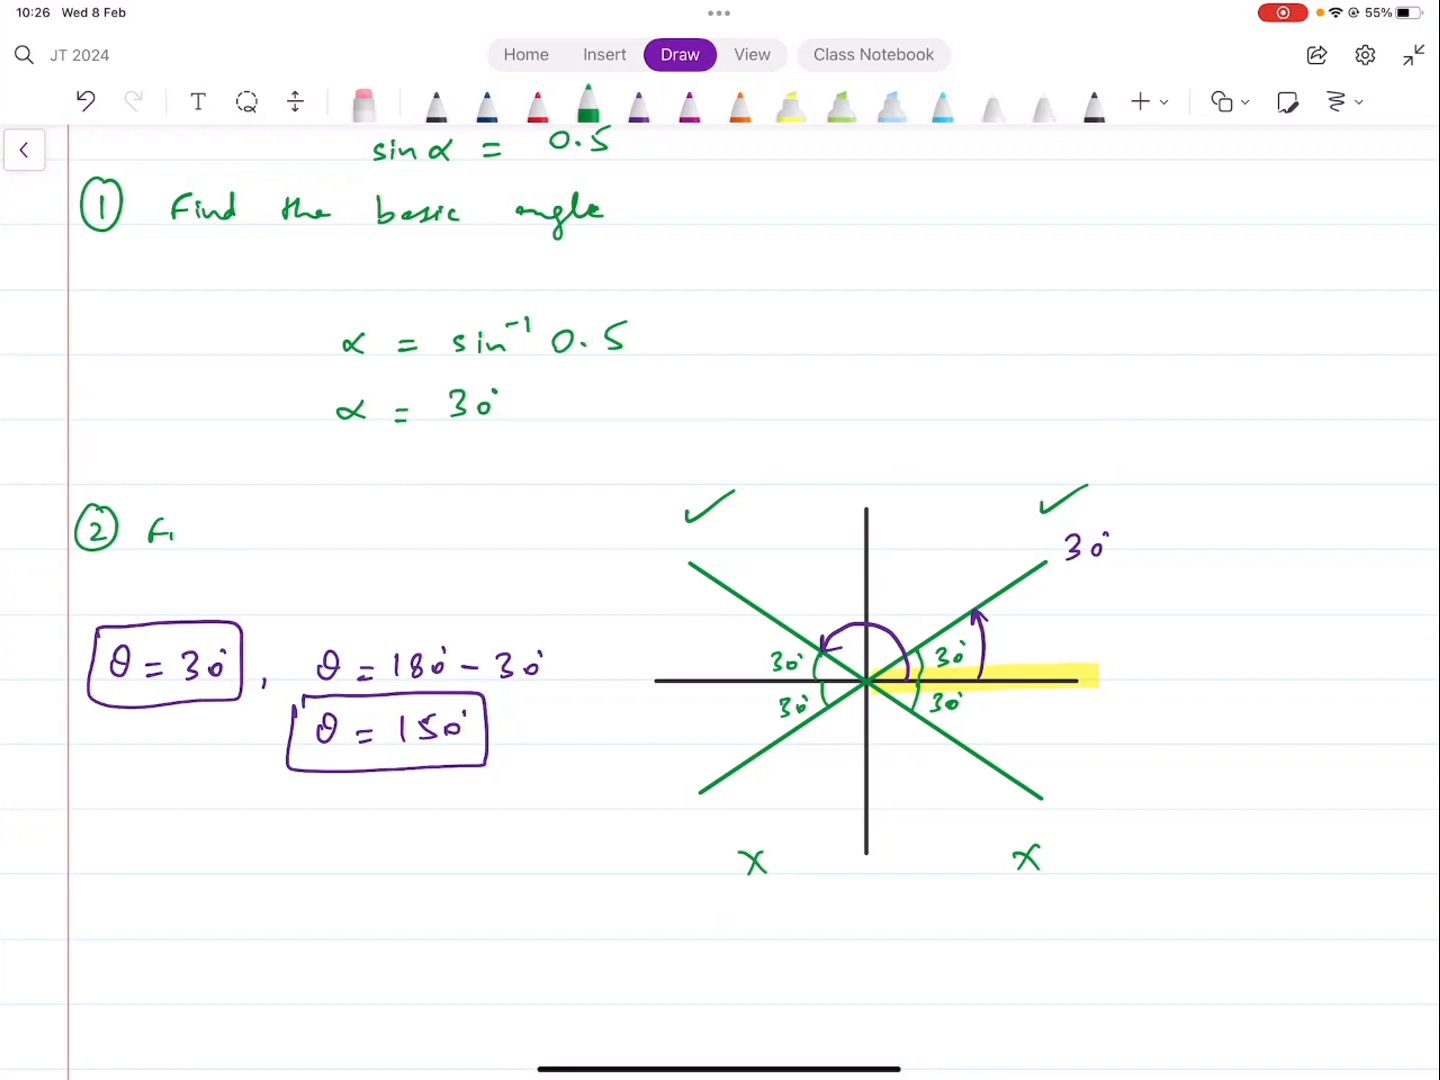 10:26 Wed 8 Feb
55%
JT 2024
Home Insert Draw View Class Notebook
T
sin α = 0.5
① Find the basic angle
α = sin⁻¹ 0.5
α = 30°
② Fi
30°
θ = 30°, θ = 180° - 30°
θ = 150°
30° 30°
30° 30°
x x